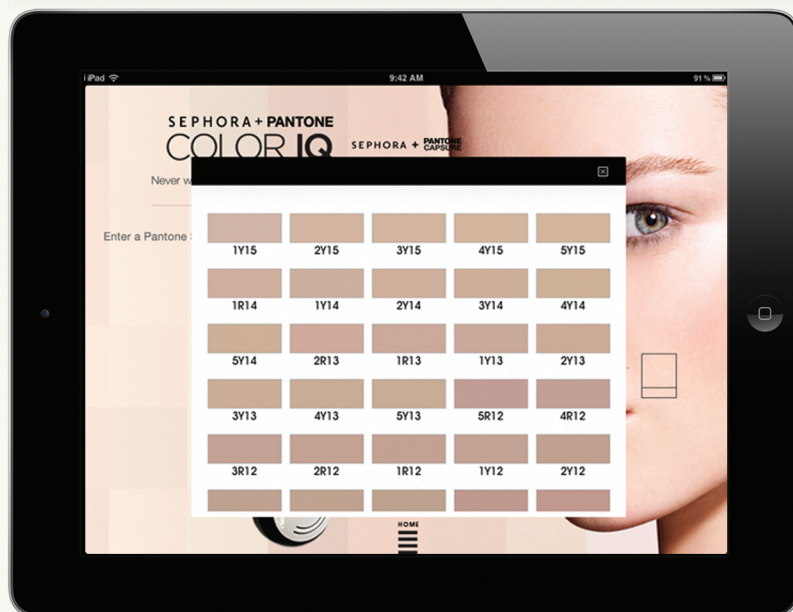 iPad 9:42 AM 91%
SEPHORA + PANTONE
COLOR IQ SEPHORA + PANTONE CAPSURE
Never w
Enter a Pantone
1Y15 2Y15 3Y15 4Y15 5Y15
1R14 1Y14 2Y14 3Y14 4Y14
5Y14 2R13 1R13 1Y13 2Y13
3Y13 4Y13 5Y13 5R12 4R12
3R12 2R12 1R12 1Y12 2Y12
HOME